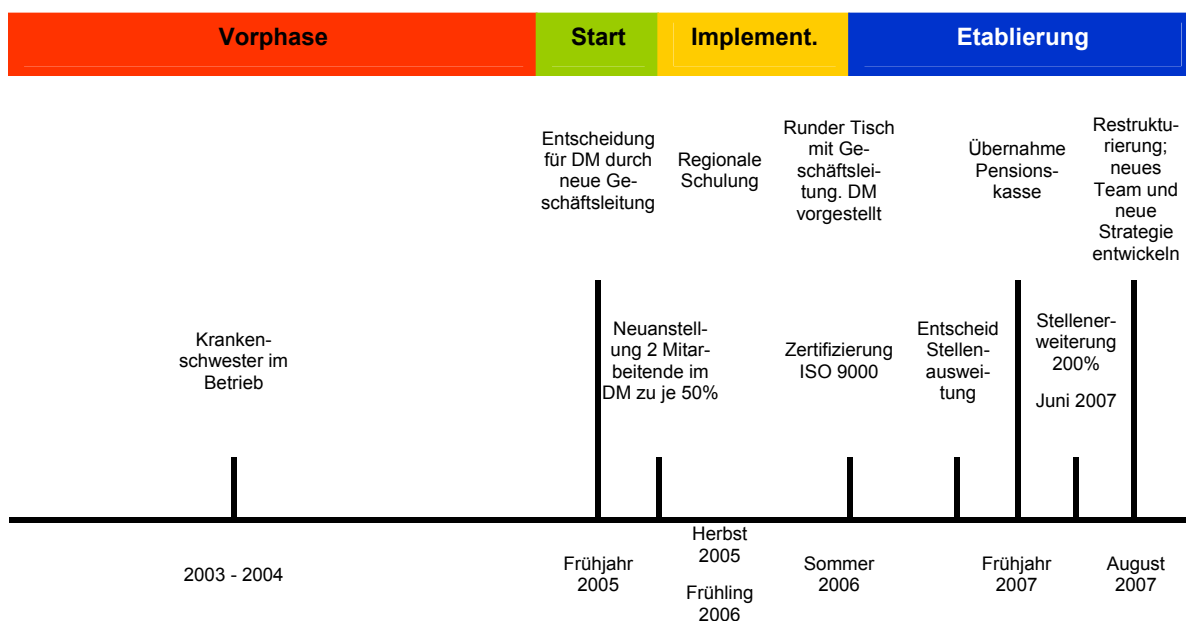 Vorphase
Start
Implement.
Etablierung
Entscheidung
für DM durch
neue Ge-
schäftsleitung
Regionale
Schulung
Runder Tisch
mit Ge-
schäftslei-
tung. DM
vorgestellt
Übernahme
Pensions-
kasse
Restruktu-
rierung;
neues
Team und
neue
Strategie
entwickeln
Kranken-
schwester im
Betrieb
Neuanstell-
ung 2 Mitar-
beitende im
DM zu je 50%
Zertifizierung
ISO 9000
Entscheid
Stellen-
auswei-
tung
Stellener-
weiterung
200%
Juni 2007
2003 - 2004
Frühjahr
2005
Herbst
2005
Frühling
2006
Sommer
2006
Frühjahr
2007
August
2007